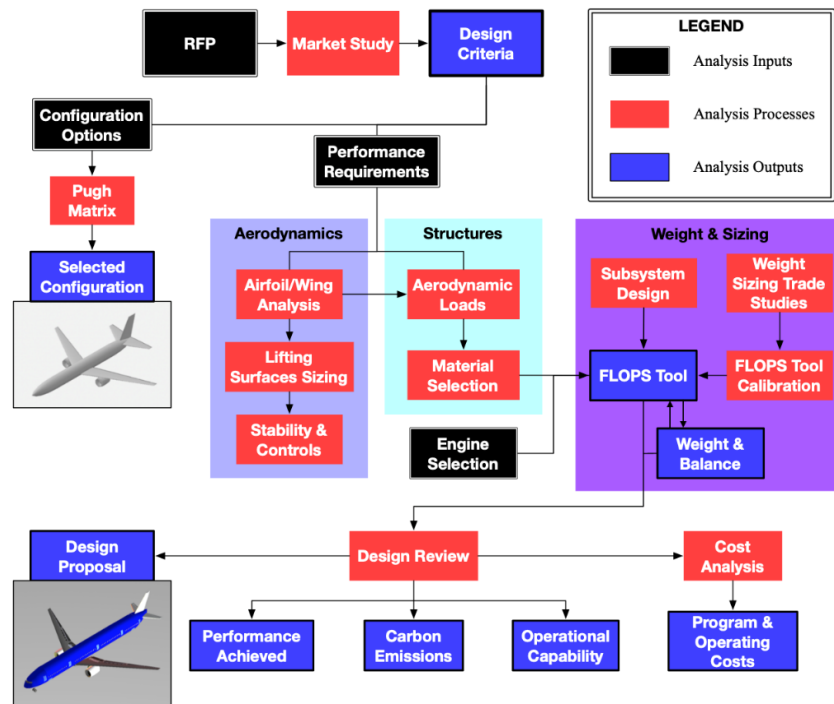 RFP
Market Study
Design
Criteria
LEGEND
Analysis Inputs
Analysis Processes
Analysis Outputs
Configuration
Options
Performance
Requirements
Pugh
Matrix
Selected
Configuration
Aerodynamics
Structures
Weight & Sizing
Airfoil/Wing
Analysis
Aerodynamic
Loads
Subsystem
Design
Weight
Sizing Trade
Studies
Lifting
Surfaces Sizing
Material
Selection
FLOPS Tool
FLOPS Tool
Calibration
Stability &
Controls
Engine
Selection
Weight &
Balance
Design
Proposal
Design Review
Cost
Analysis
Performance
Achieved
Carbon
Emissions
Operational
Capability
Program &
Operating
Costs